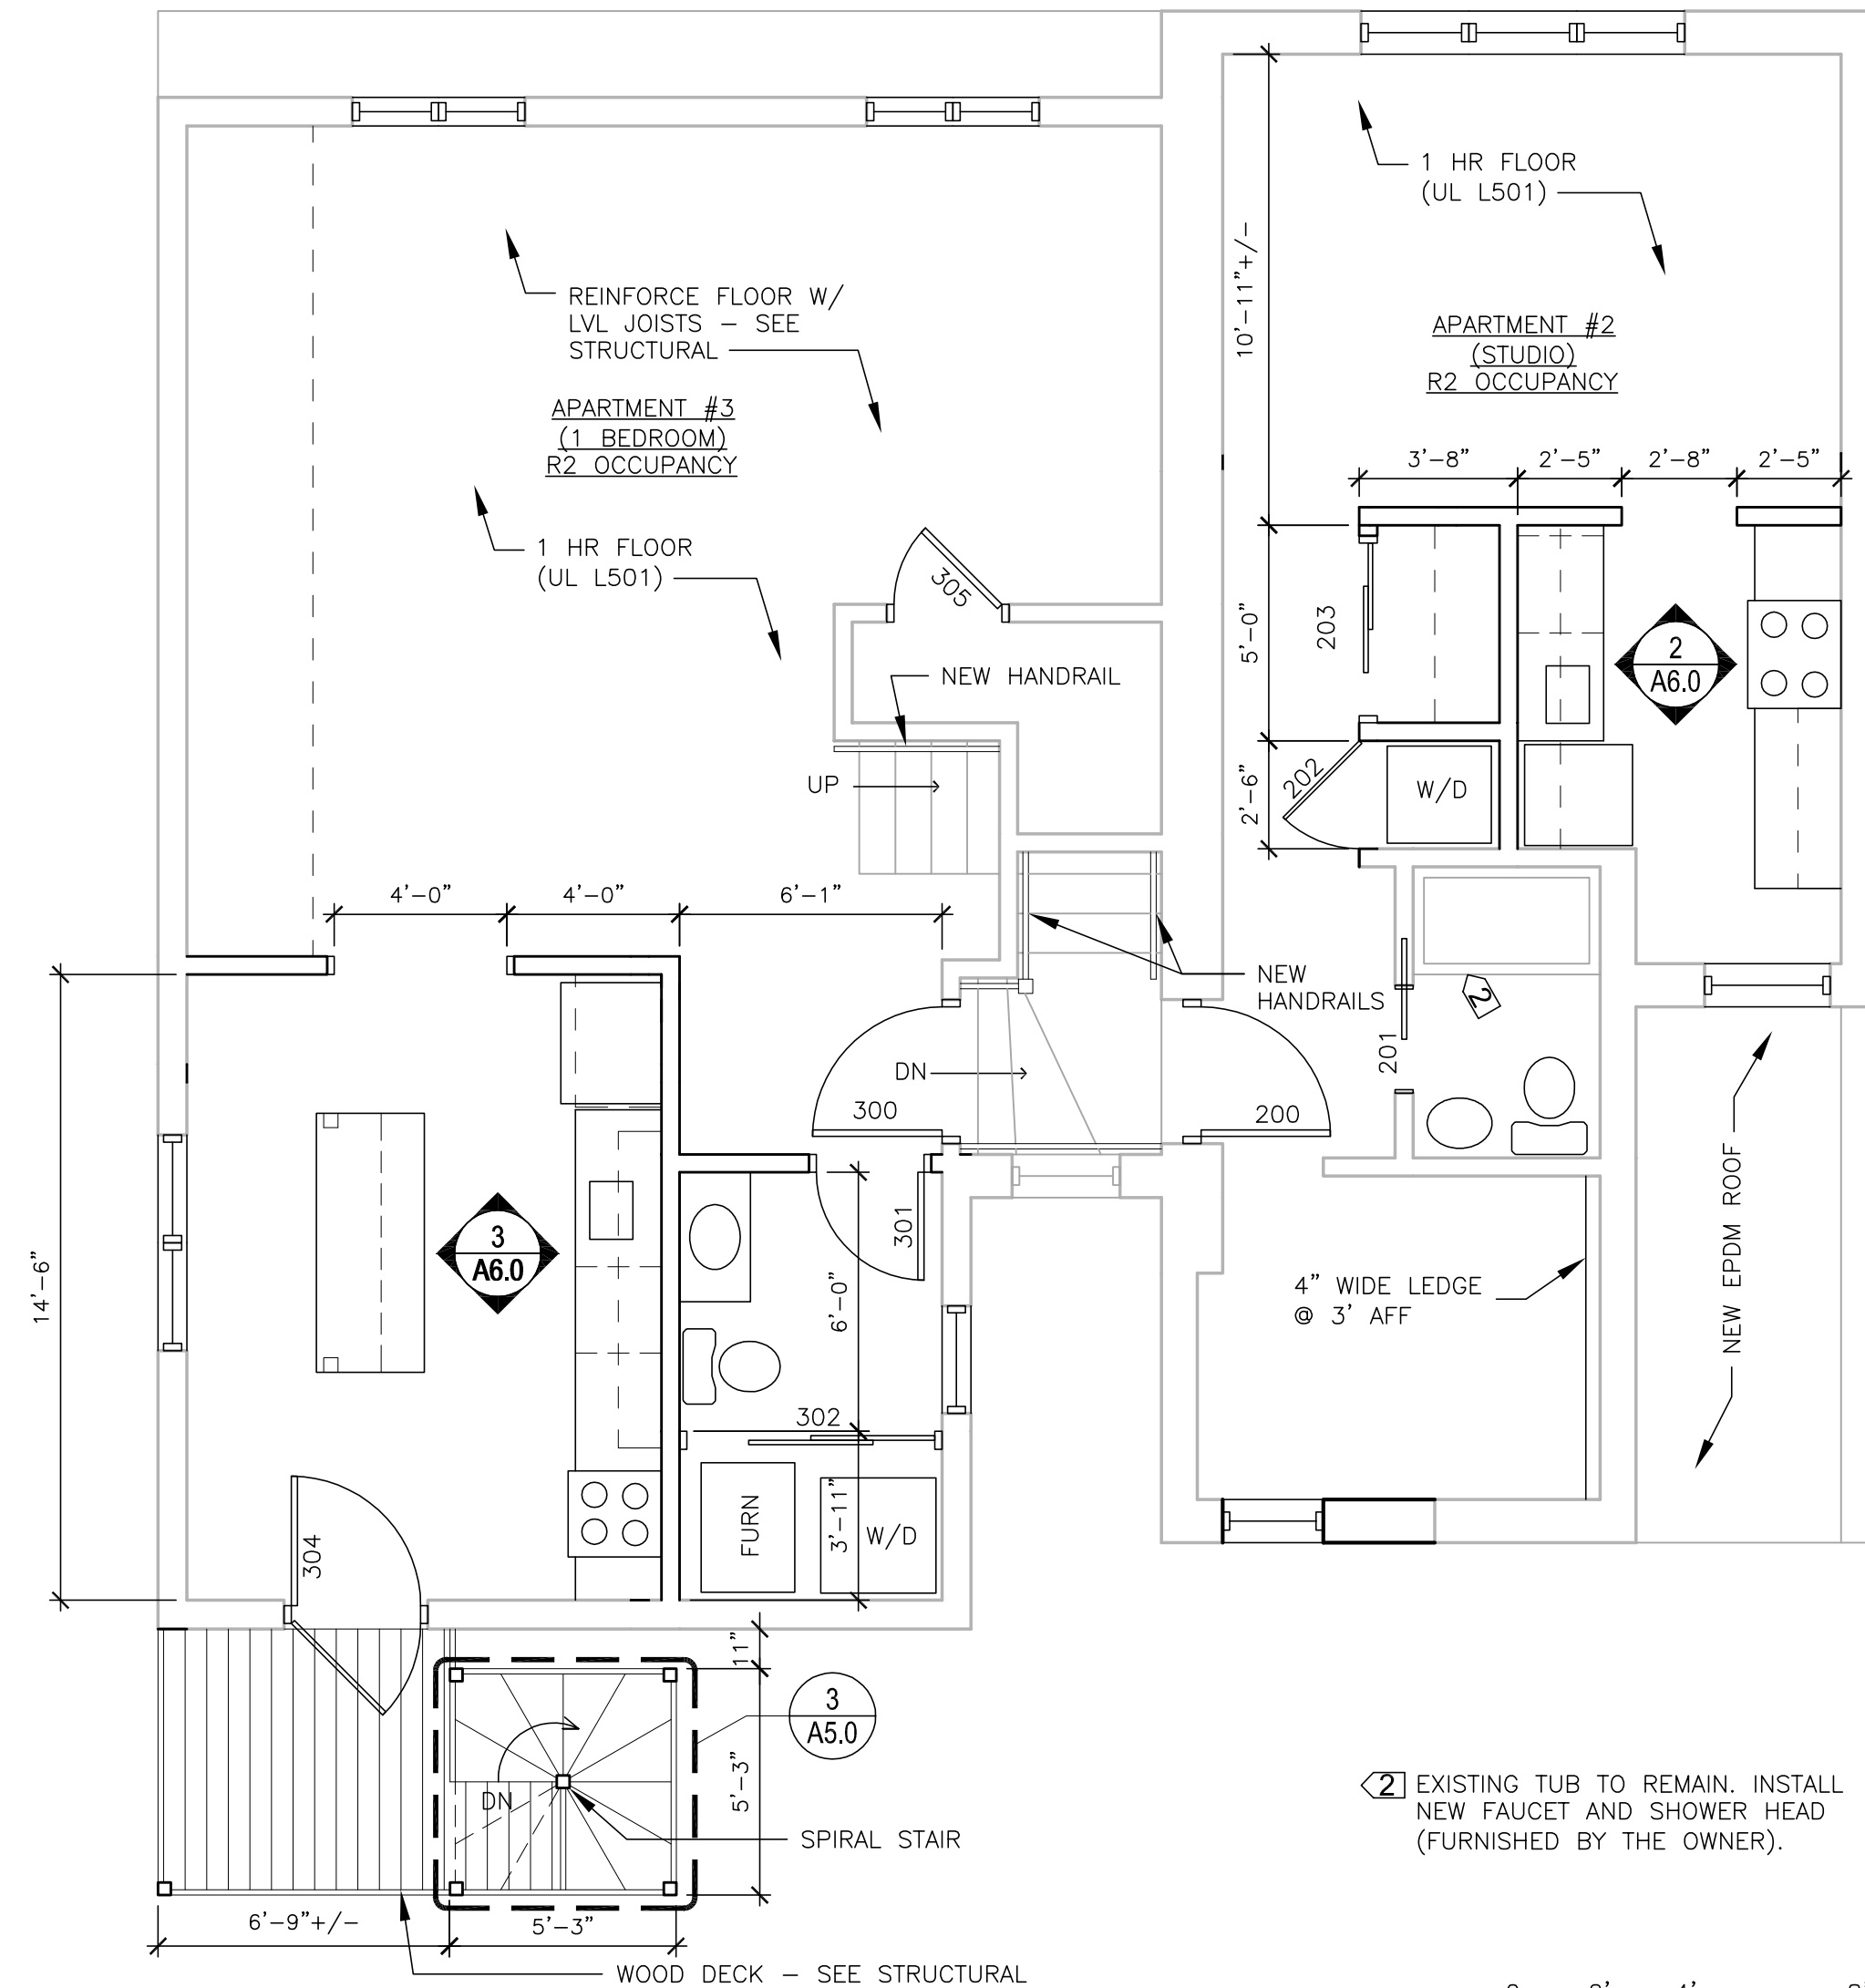 1 HR FLOOR
(UL L501)
REINFORCE FLOOR W/
LVL JOISTS – SEE
STRUCTURAL
10’–11”+/–
APARTMENT #2
(STUDIO)
R2 OCCUPANCY
APARTMENT #3
(1 BEDROOM)
R2 OCCUPANCY
3’–8”
2’–5”
2’–8”
2’–5”
1 HR FLOOR
(UL L501)
305
203
5’–0”
2
A6.0
NEW HANDRAIL
UP
202
2’–6”
W/D
4’–0”
4’–0”
6’–1”
NEW
HANDRAILS
2
201
DN
300
200
301
3
A6.0
14’–6”
6’–0”
4” WIDE LEDGE
@ 3’ AFF
NEW EPDM ROOF
302
FURN
3’–11”
W/D
304
11”
3
A5.0
5’–3”
DN
SPIRAL STAIR
2 EXISTING TUB TO REMAIN. INSTALL
NEW FAUCET AND SHOWER HEAD
(FURNISHED BY THE OWNER).
6’–9”+/–
5’–3”
WOOD DECK – SEE STRUCTURAL